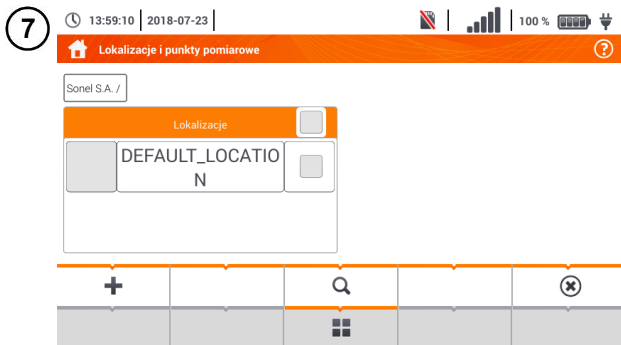 7
13:59:10 2018-07-23 100 %
Lokalizacje i punkty pomiarowe ?
Sonel S.A. /
Lokalizacje
DEFAULT_LOCATIO
N